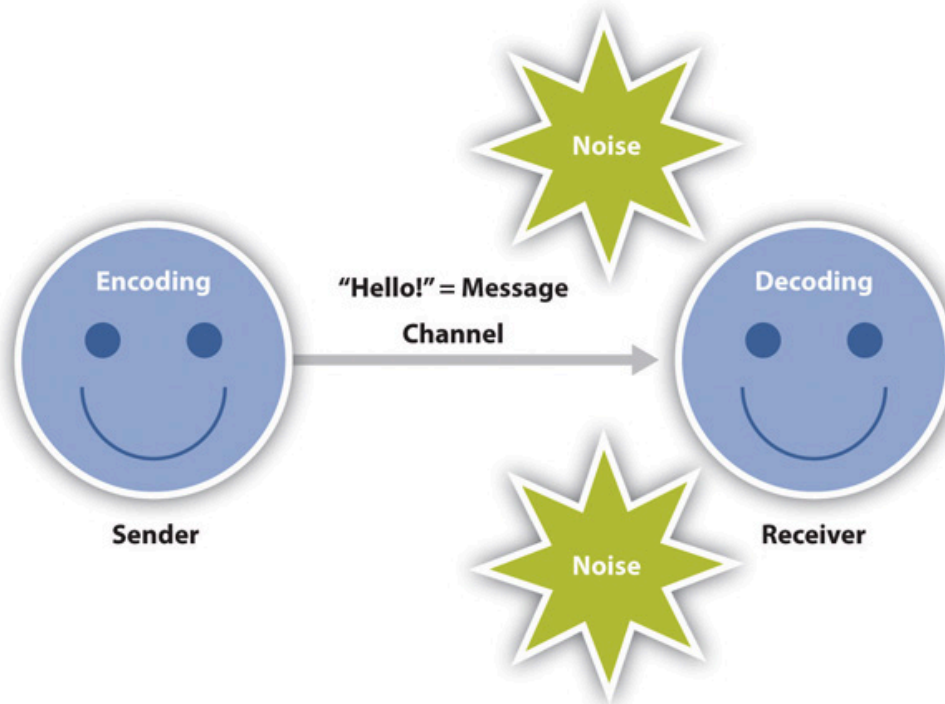 Noise
Encoding
“Hello!” = Message
Channel
Decoding
Sender
Receiver
Noise